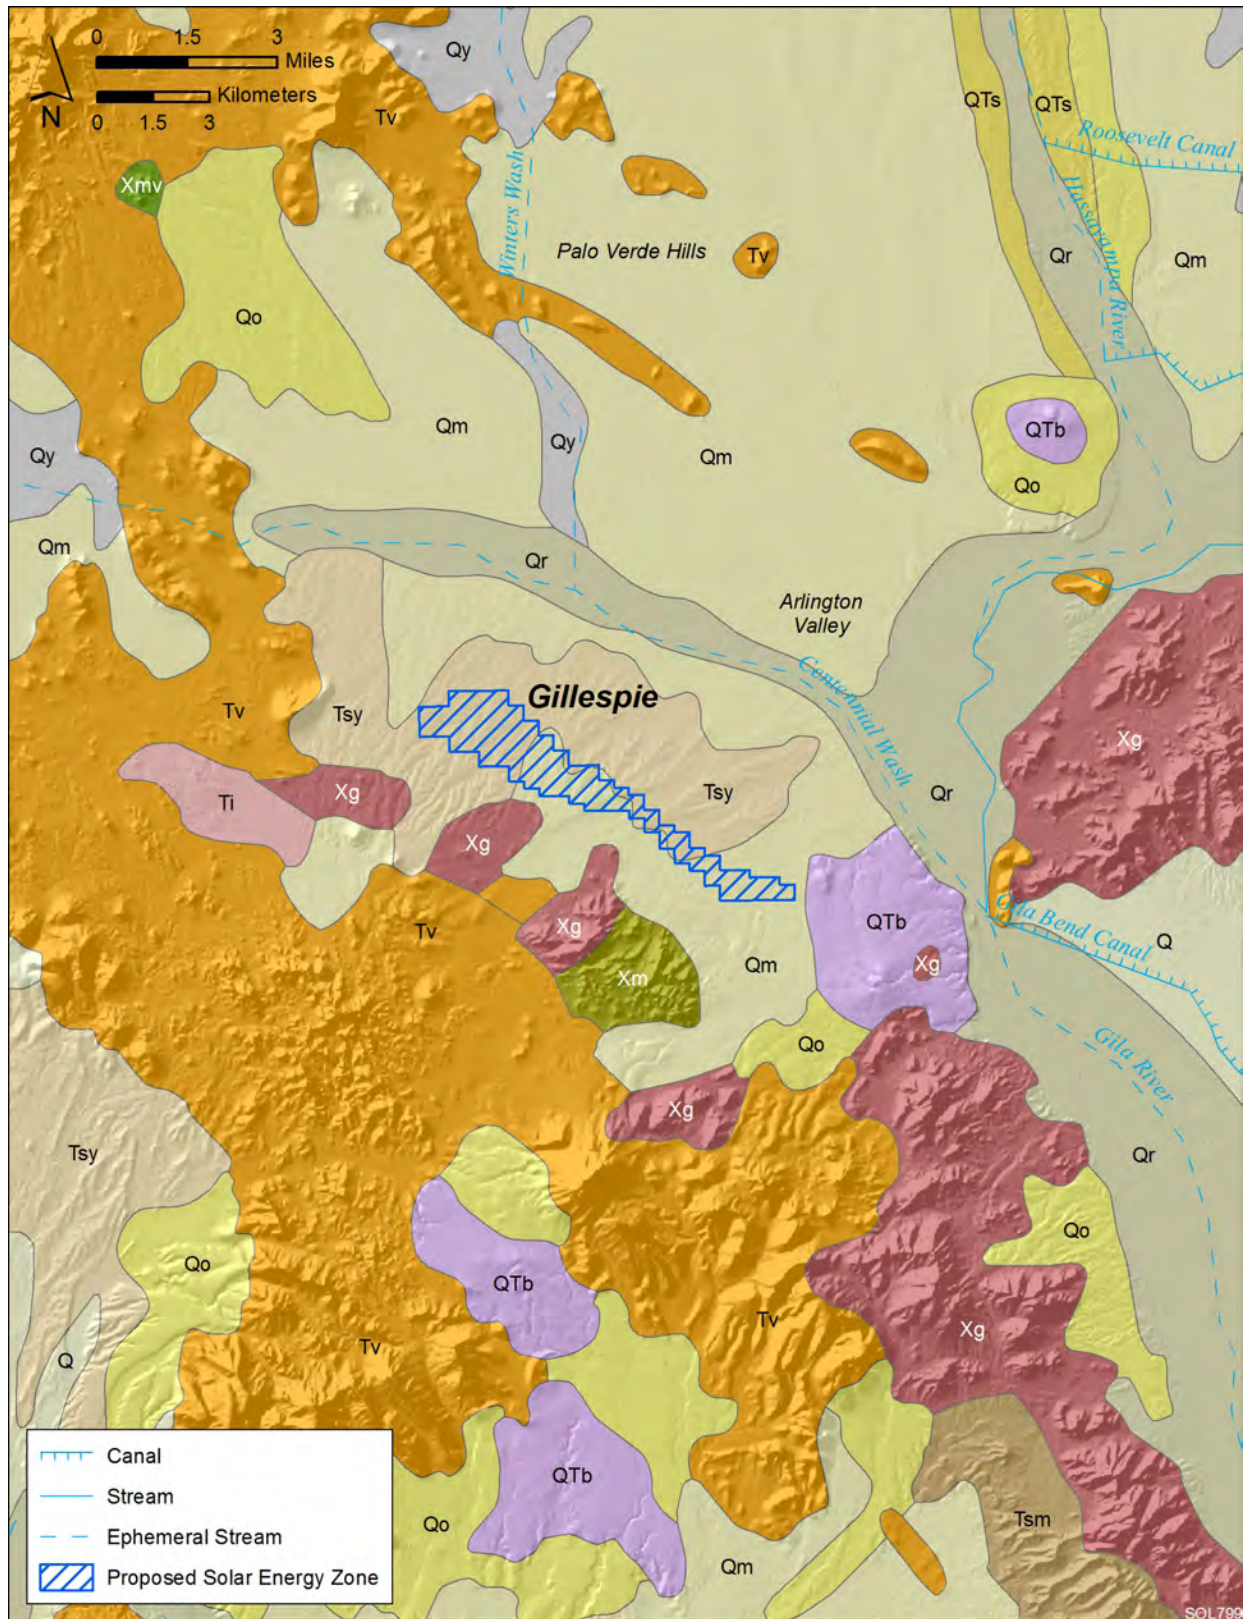 0 1.5 3
Miles
Kilometers
0 1.5 3
N
Qy
Tv
QTs
QTs
Roosevelt Canal
Xmv
Winters Wash
Hassayampa River
Palo Verde Hills
Tv
Qr
Qm
Qo
Qm
Qy
Qm
QTb
Qy
Qo
Qm
Qr
Arlington
Valley
Centennial Wash
Gillespie
Tv
Tsy
Xg
Ti
Xg
Tsy
Qr
Xg
Xg
Tv
QTb
Gila Bend Canal
Q
Xm
Qm
Xg
Qo
Gila River
Xg
Tsy
Qr
Qo
Qo
QTb
Tv
Xg
Q
Tv
Canal
Stream
Ephemeral Stream
Proposed Solar Energy Zone
QTb
Qo
Qm
Tsm
SOL799